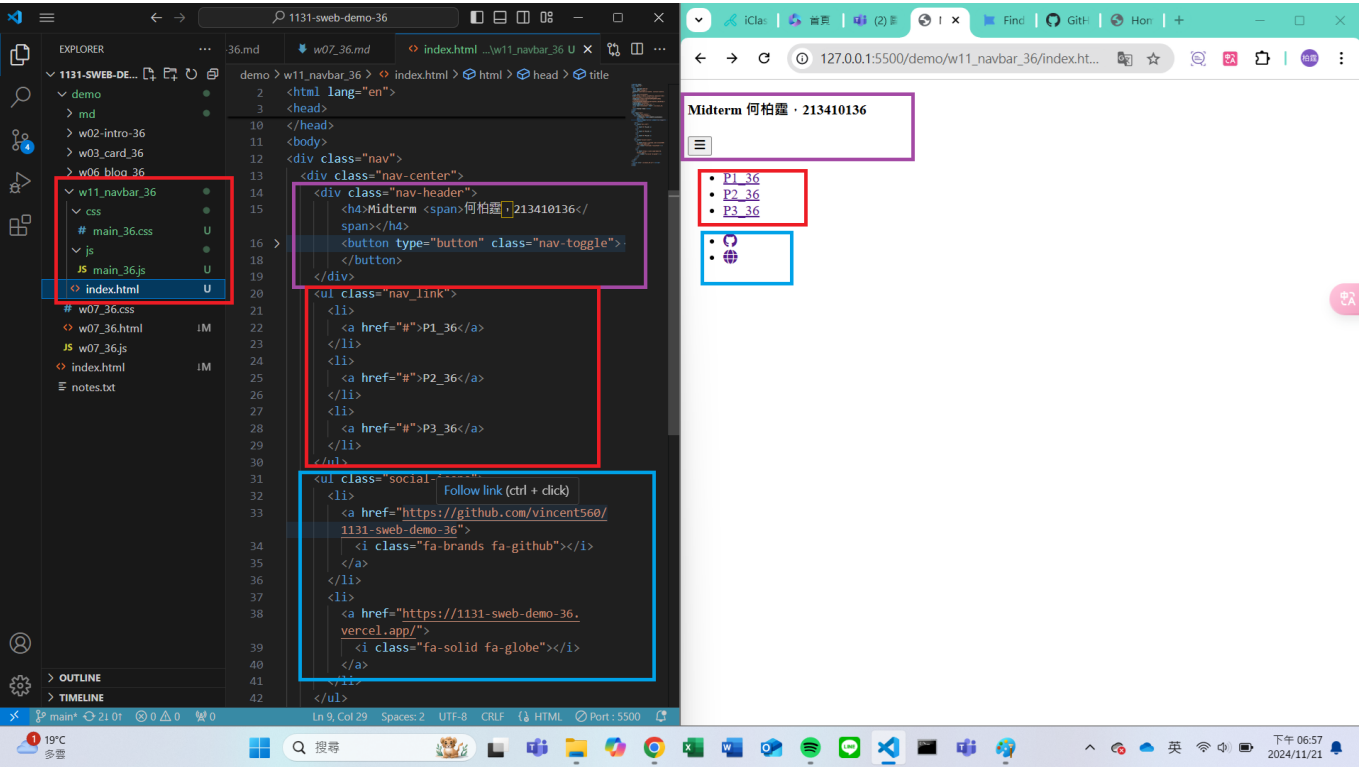 1131-sweb-demo-36
EXPLORER
1131-SWEB-DE...
demo
md
w02-intro-36
w03_card_36
w06_blog_36
w11_navbar_36
css
# main_36.css U
js
JS main_36.js U
<> index.html U
# w07_36.css
<> w07_36.html ↓M
JS w07_36.js
<> index.html ↓M
notes.txt
OUTLINE
TIMELINE
-36.md
w07_36.md
<> index.html ...\w11_navbar_36 U
demo > w11_navbar_36 > <> index.html > html > head > title
2 <html lang="en">
3 <head>
10 </head>
11 <body>
12 <div class="nav">
13 <div class="nav-center">
14 <div class="nav-header">
15 <h4>Midterm <span>何柏霆，213410136</
span></h4>
16 <button type="button" class="nav-toggle">
18 </button>
19 </div>
20 <ul class="nav_link">
21 <li>
22 <a href="#">P1_36</a>
23 </li>
24 <li>
25 <a href="#">P2_36</a>
26 </li>
27 <li>
28 <a href="#">P3_36</a>
29 </li>
30 </ul>
31 <ul class="social-icons">
Follow link (ctrl + click)
32 <li>
33 <a href="https://github.com/vincent560/
1131-sweb-demo-36">
34 <i class="fa-brands fa-github"></i>
35 </a>
36 </li>
37 <li>
38 <a href="https://1131-sweb-demo-36.
vercel.app/">
39 <i class="fa-solid fa-globe"></i>
40 </a>
41 </li>
42 </ul>
main* 2↓ 0↑ 0 0 0 Ln 9, Col 29 Spaces: 2 UTF-8 CRLF HTML Port : 5500
iClas 首頁 (2) Find GitH Hom
127.0.0.1:5500/demo/w11_navbar_36/index.ht...
柏霆
Midterm 何柏霆，213410136
P1_36
P2_36
P3_36
1
19°C
多雲
搜尋
英
下午 06:57
2024/11/21